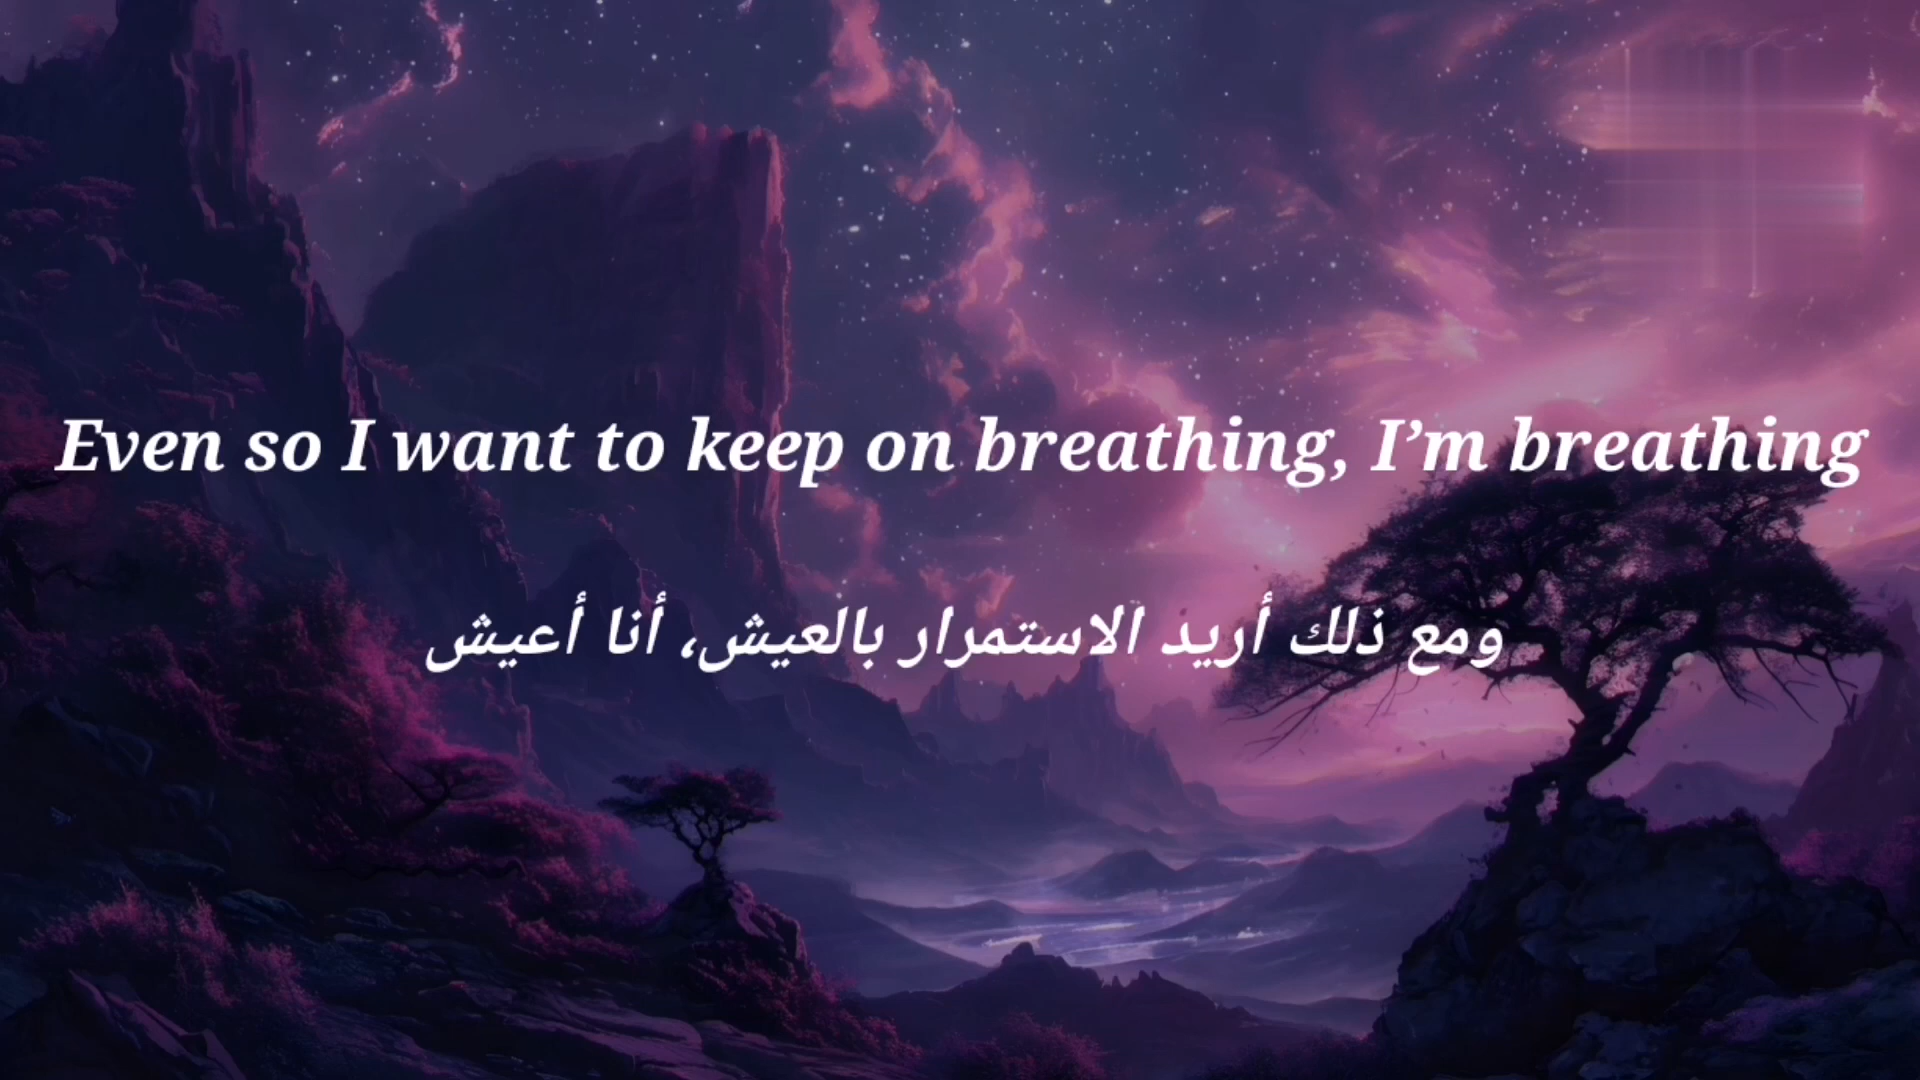 Even so I want to keep on breathing, I’m breathing
ومع ذلك أريد الاستمرار بالعيش، أنا أعيش